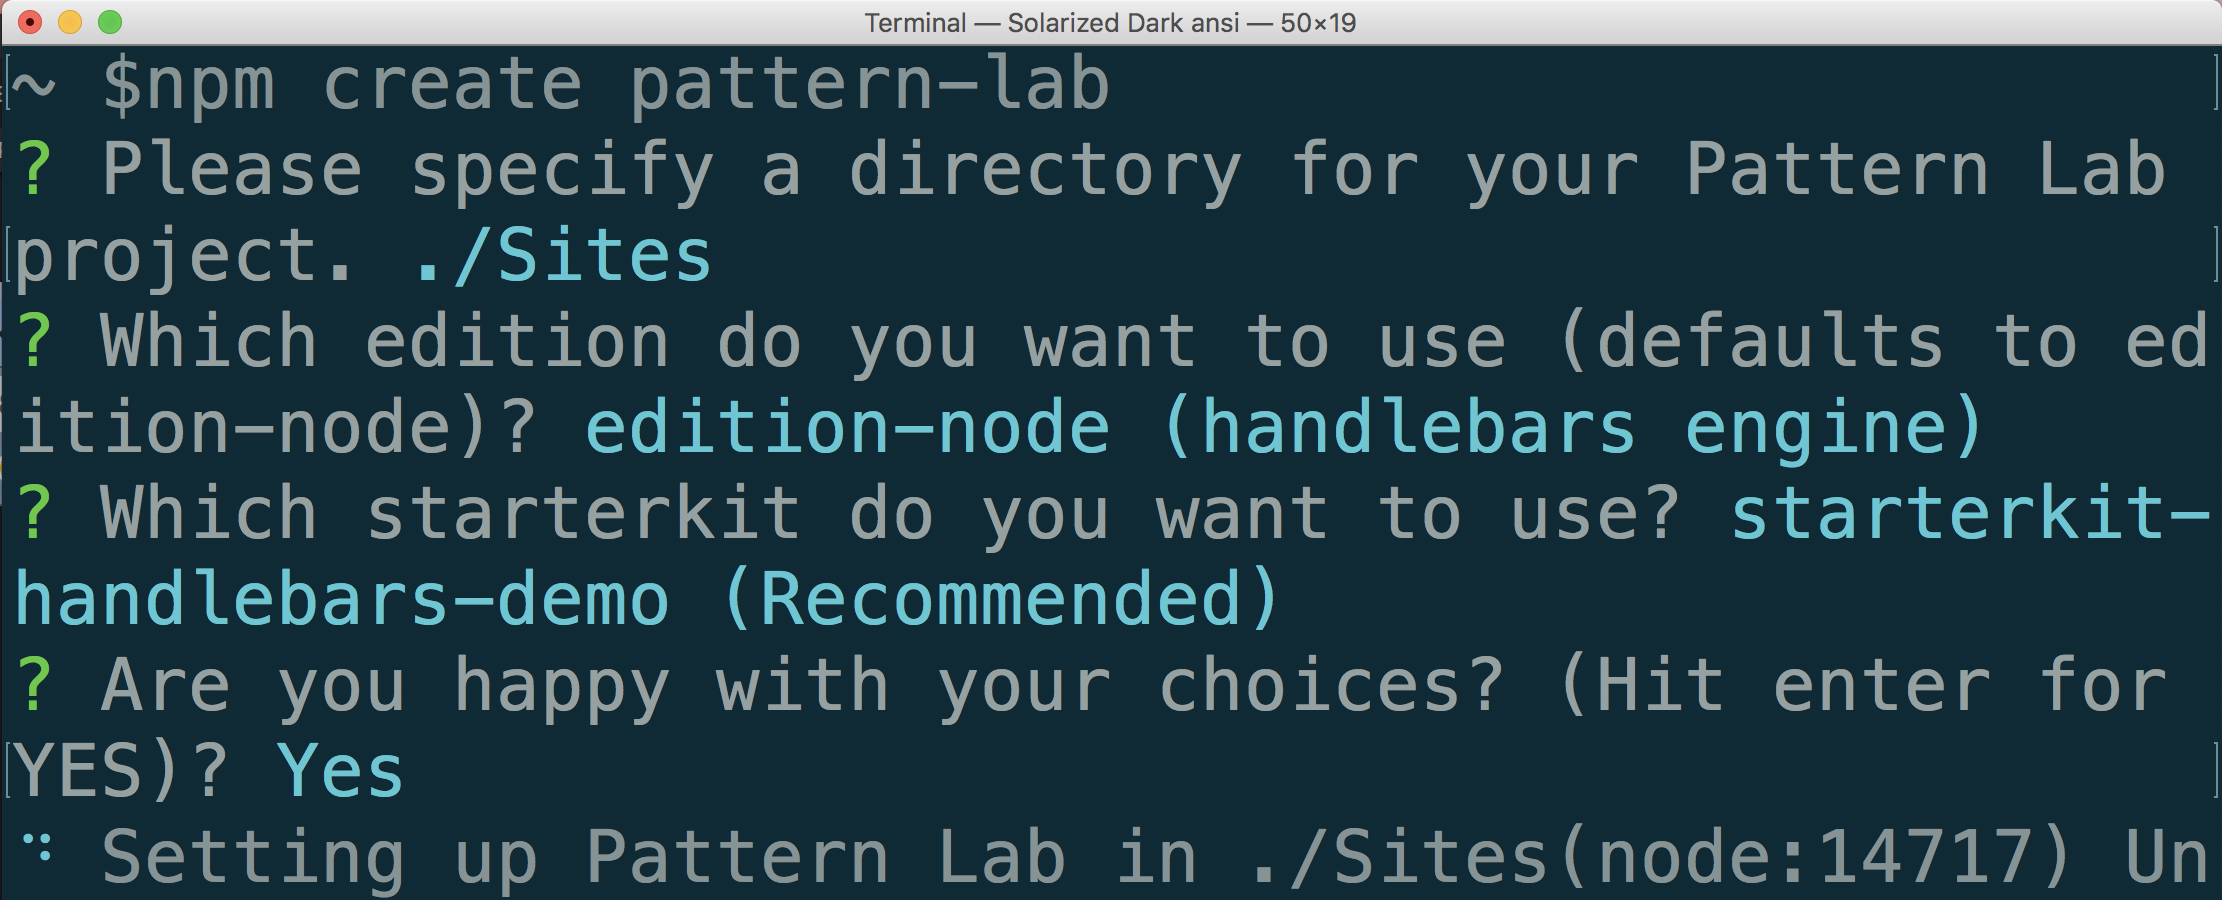 Terminal — Solarized Dark ansi — 50×19
~ $npm create pattern-lab
? Please specify a directory for your Pattern Lab
project. ./Sites
? Which edition do you want to use (defaults to ed
ition-node)? edition-node (handlebars engine)
? Which starterkit do you want to use? starterkit-
handlebars-demo (Recommended)
? Are you happy with your choices? (Hit enter for
YES)? Yes
⠙ Setting up Pattern Lab in ./Sites(node:14717) Un